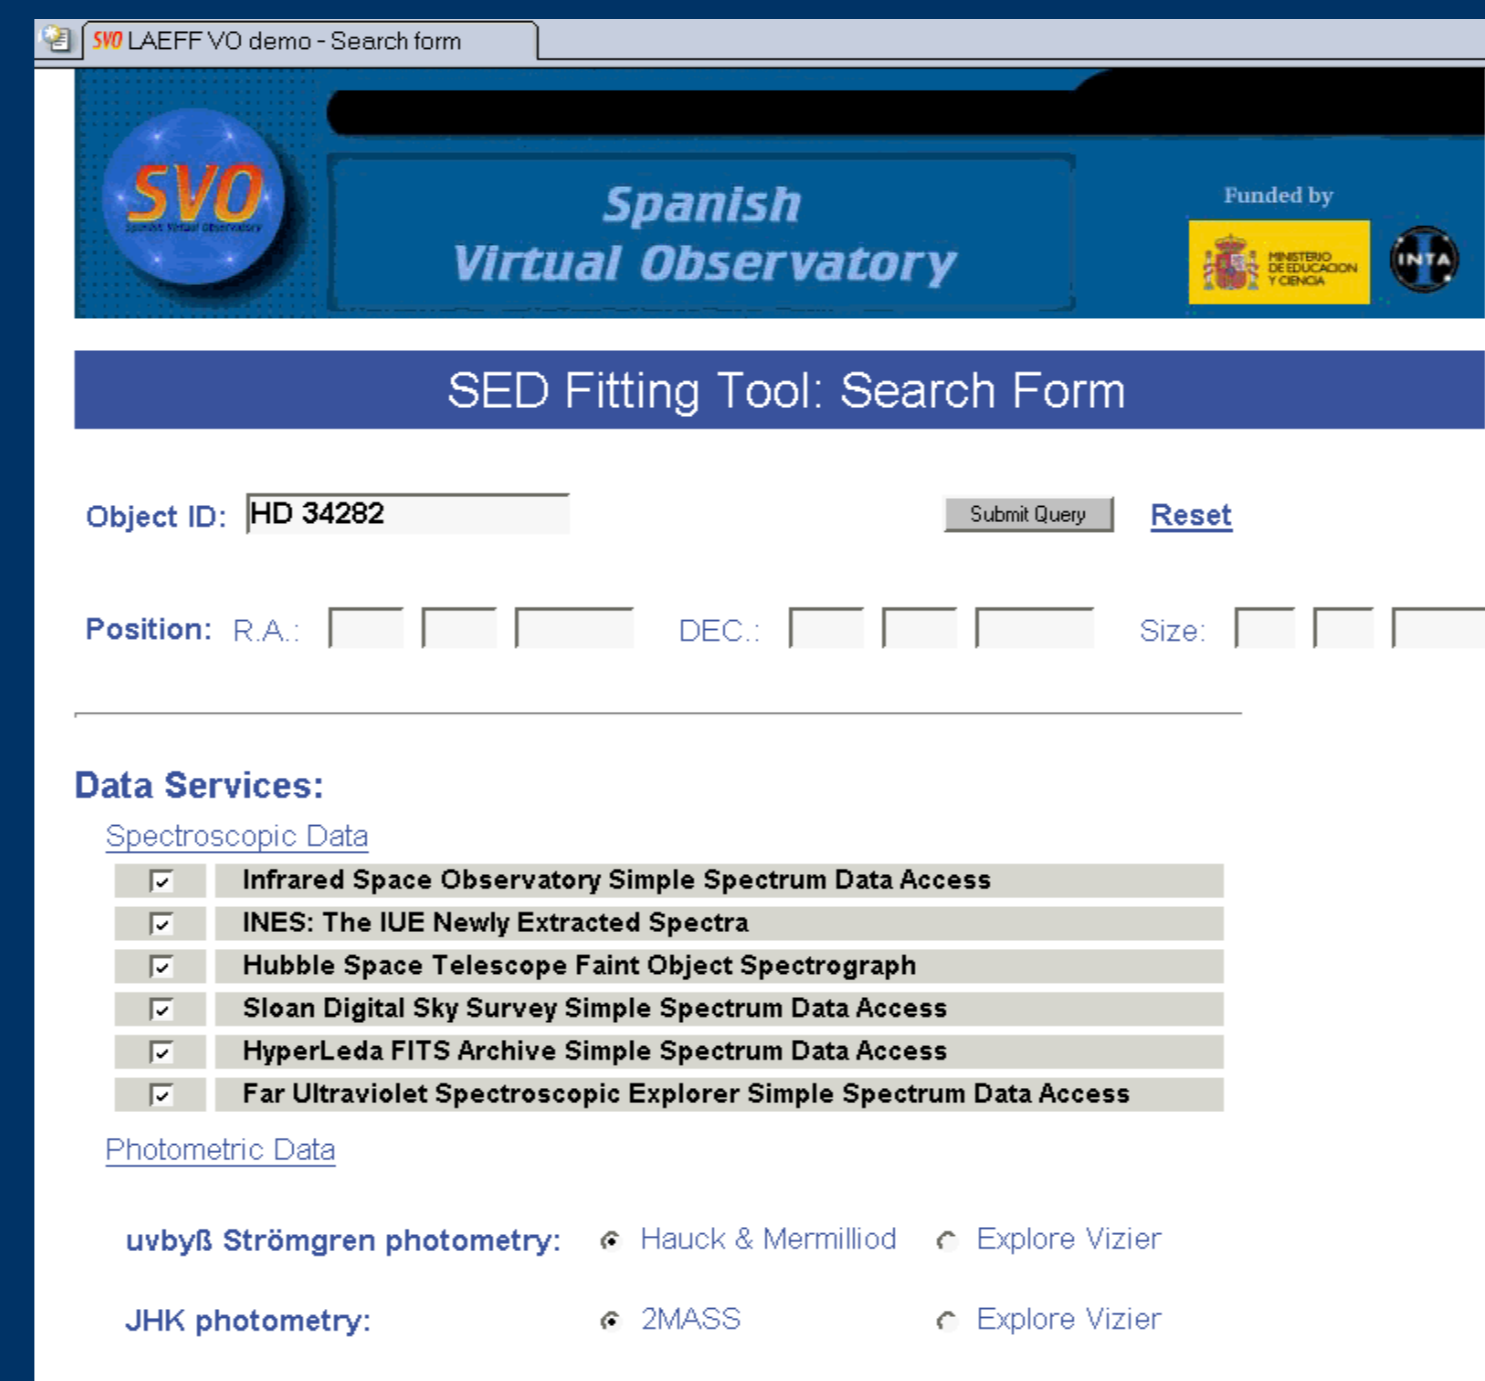 SVO LAEFF VO demo - Search form
SVO
Spanish Virtual Observatory
Spanish
Virtual Observatory
Funded by
MINISTERIO
DE EDUCACION
Y CIENCIA
INTA
SED Fitting Tool: Search Form
Object ID: HD 34282 Submit Query Reset
Position: R.A.: DEC.: Size:
Data Services:
Spectroscopic Data
Infrared Space Observatory Simple Spectrum Data Access
INES: The IUE Newly Extracted Spectra
Hubble Space Telescope Faint Object Spectrograph
Sloan Digital Sky Survey Simple Spectrum Data Access
HyperLeda FITS Archive Simple Spectrum Data Access
Far Ultraviolet Spectroscopic Explorer Simple Spectrum Data Access
Photometric Data
uvbyß Strömgren photometry: Hauck & Mermilliod Explore Vizier
JHK photometry: 2MASS Explore Vizier